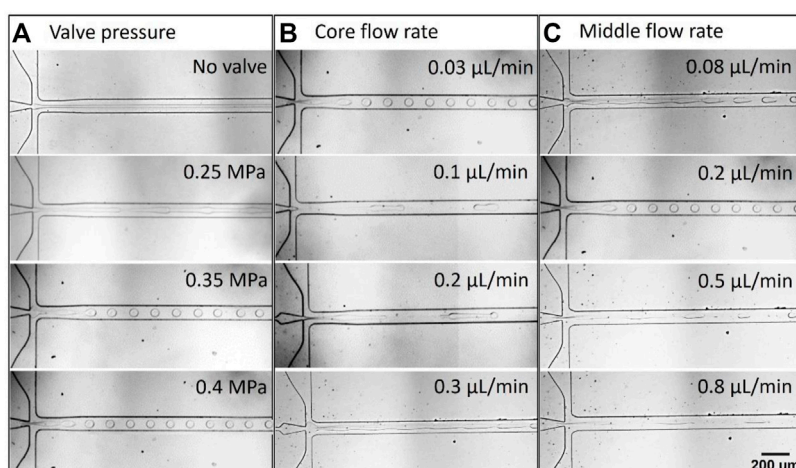 A Valve pressure
No valve
0.25 MPa
0.35 MPa
0.4 MPa
B Core flow rate
0.03 µL/min
0.1 µL/min
0.2 µL/min
0.3 µL/min
C Middle flow rate
0.08 µL/min
0.2 µL/min
0.5 µL/min
0.8 µL/min
200 µm